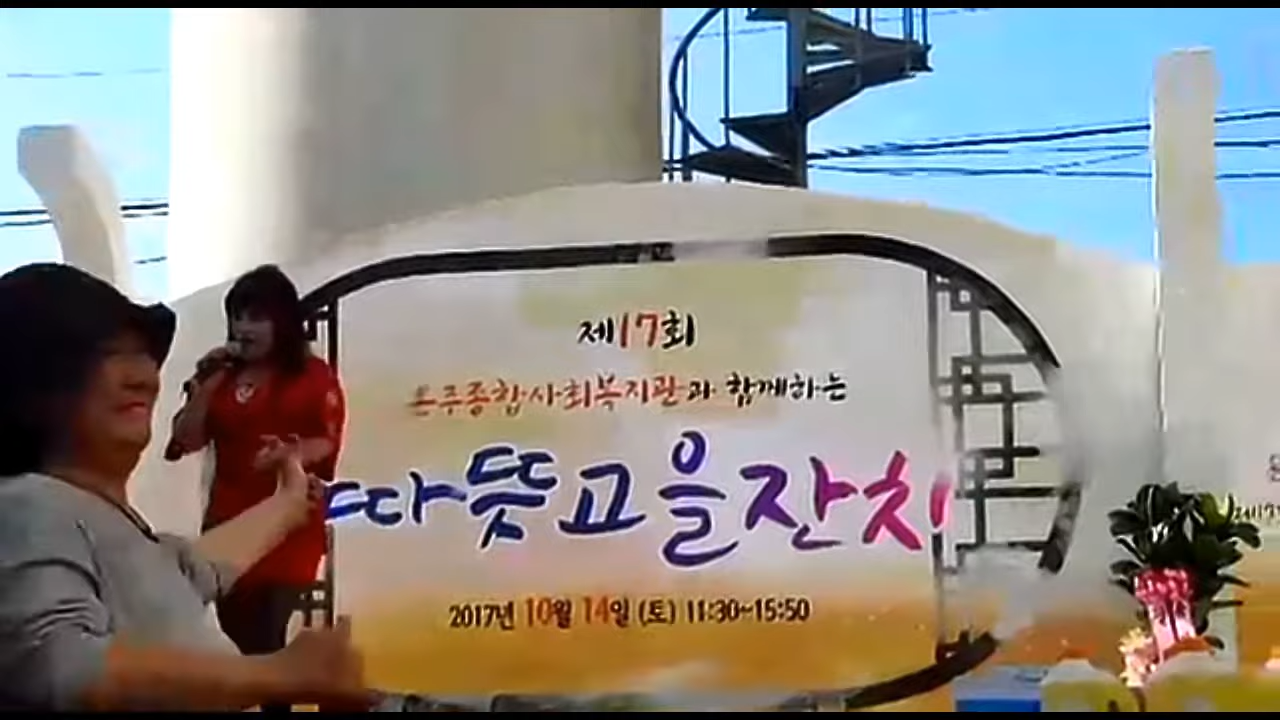 제17회
온주종합사회복지관과 함께하는
따뜻고을잔치
2017년 10월 14일 (토) 11:30~15:50